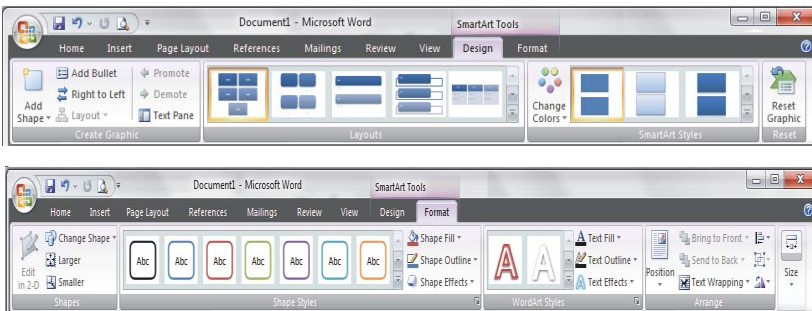 Document1 - Microsoft Word SmartArt Tools
Home Insert Page Layout References Mailings Review View Design Format
Add Bullet Promote
Right to Left Demote
Add Shape Layout Text Pane
Change Colors
Reset Graphic
Create Graphic Layouts SmartArt Styles Reset
Document1 - Microsoft Word SmartArt Tools
Home Insert Page Layout References Mailings Review View Design Format
Change Shape Shape Fill Text Fill Bring to Front
Larger Abc Abc Abc Abc Abc Abc Abc Shape Outline A A Text Outline Send to Back
Edit in 2-D Smaller Shape Effects Text Effects Position Text Wrapping Size
Shapes Shape Styles WordArt Styles Arrange